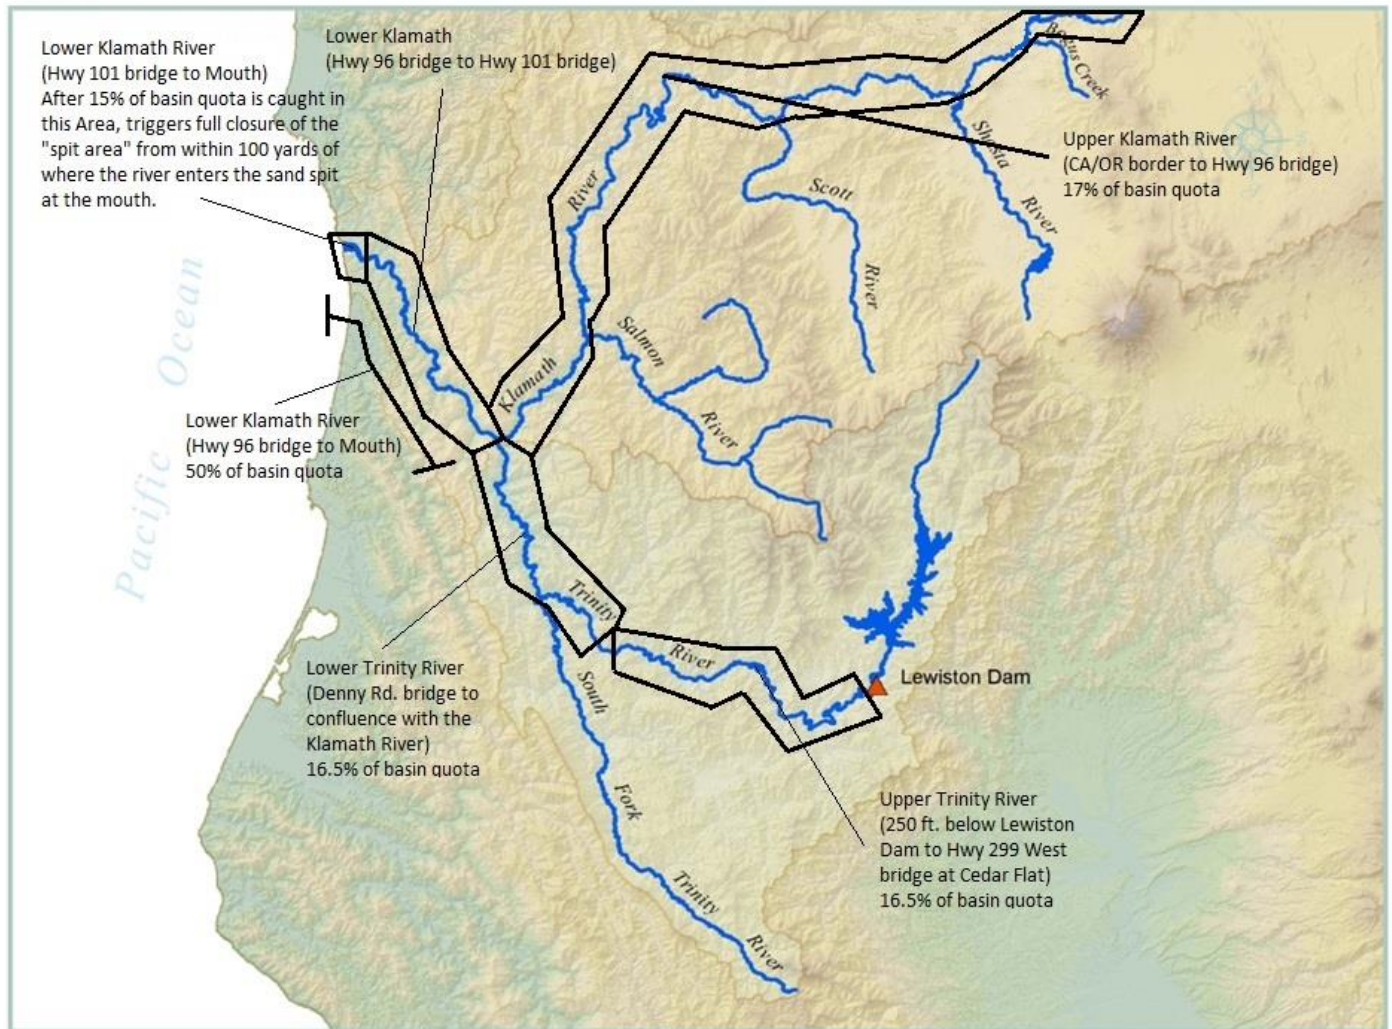 Lower Klamath River
(Hwy 101 bridge to Mouth)
After 15% of basin quota is caught in
this Area, triggers full closure of the
"spit area" from within 100 yards of
where the river enters the sand spit
at the mouth.
Lower Klamath
(Hwy 96 bridge to Hwy 101 bridge)
Bogus Creek
Shasta
River
Upper Klamath River
(CA/OR border to Hwy 96 bridge)
17% of basin quota
River
Scott
River
Pacific Ocean
Salmon
River
Klamath
Lower Klamath River
(Hwy 96 bridge to Mouth)
50% of basin quota
Trinity
River
Lewiston Dam
Lower Trinity River
(Denny Rd. bridge to
confluence with the
Klamath River)
16.5% of basin quota
South
Fork
Trinity
River
Upper Trinity River
(250 ft. below Lewiston
Dam to Hwy 299 West
bridge at Cedar Flat)
16.5% of basin quota